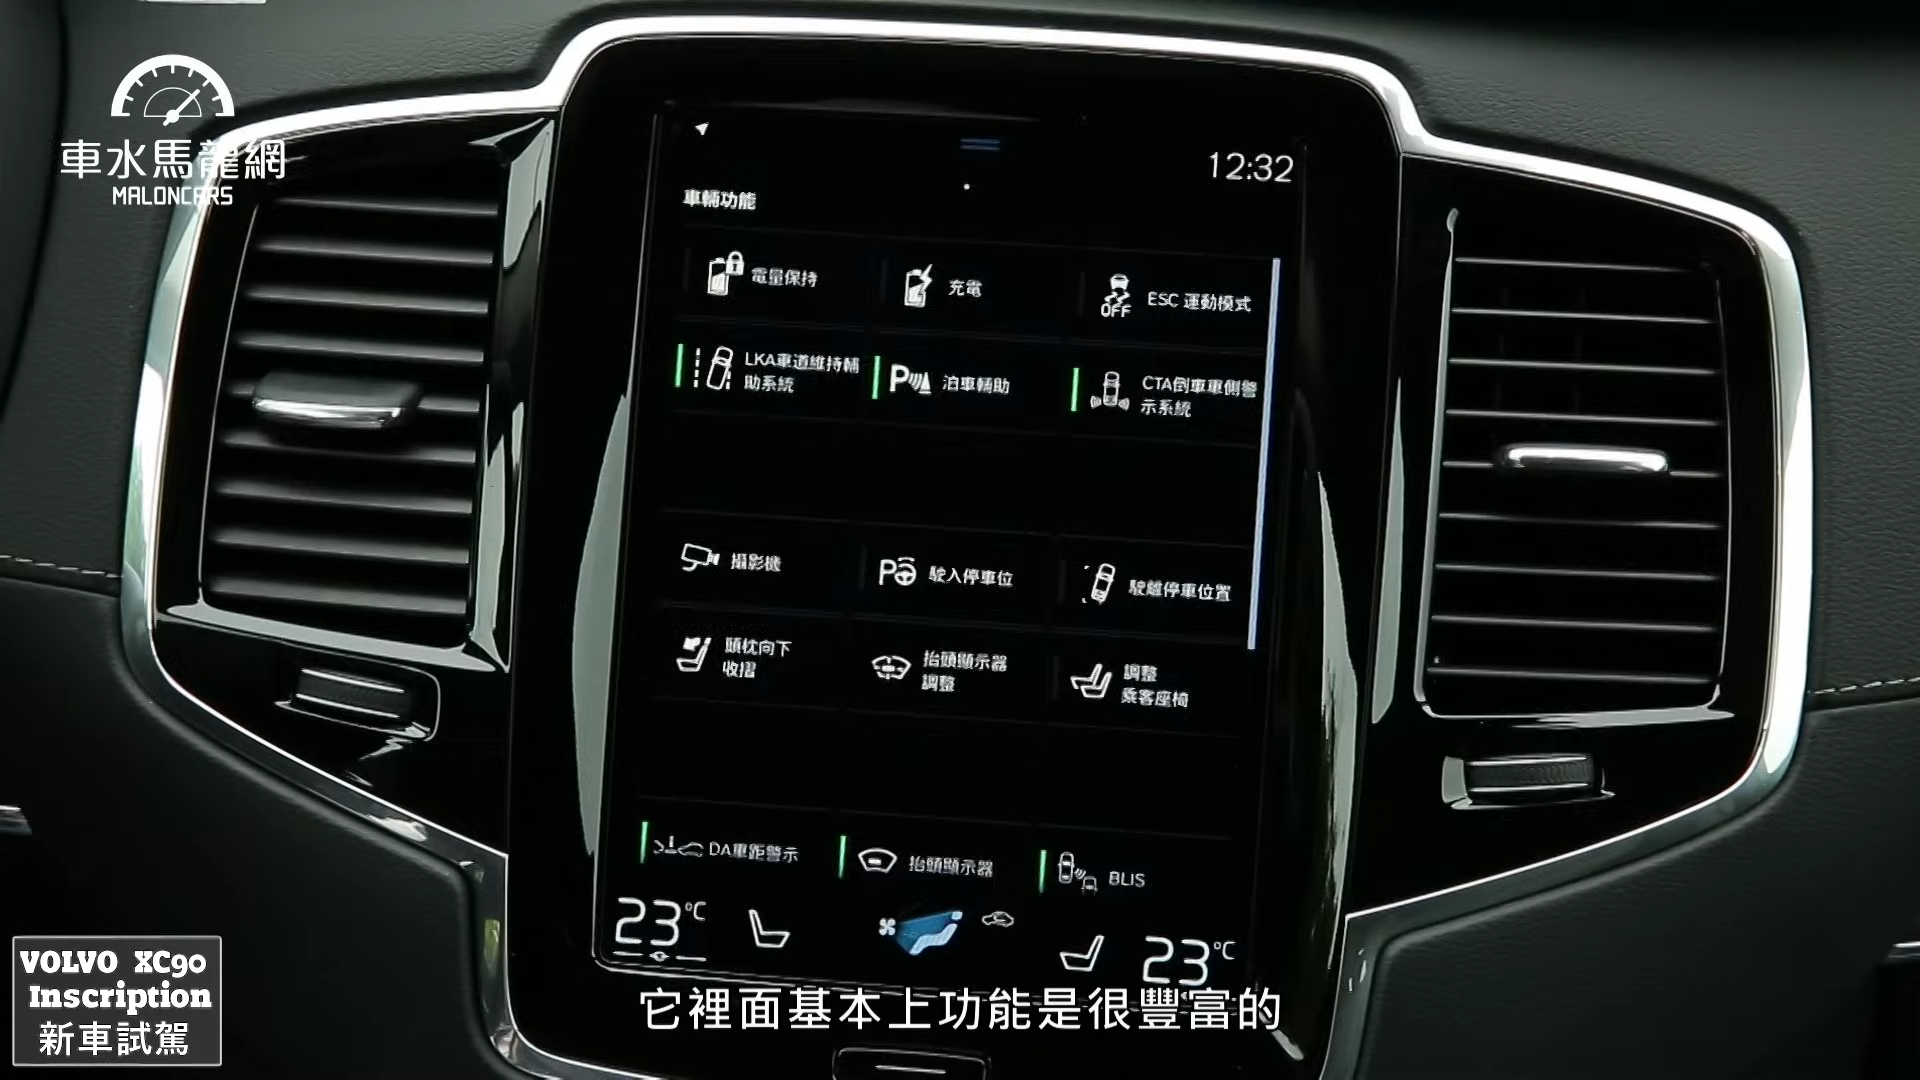 車水馬龍網
MALONCARS
12:32
車輛功能
電量保持
充電
OFF
ESC 運動模式
LKA車道維持輔
助系統
P
泊車輔助
CTA倒車車側警
示系統
攝影機
P
駛入停車位
駛離停車位置
頭枕向下
收摺
抬頭顯示器
調整
調整
乘客座椅
DA車距警示
抬頭顯示器
BLIS
23°C
23°C
VOLVO XC90
Inscription
新車試駕
它裡面基本上功能是很豐富的